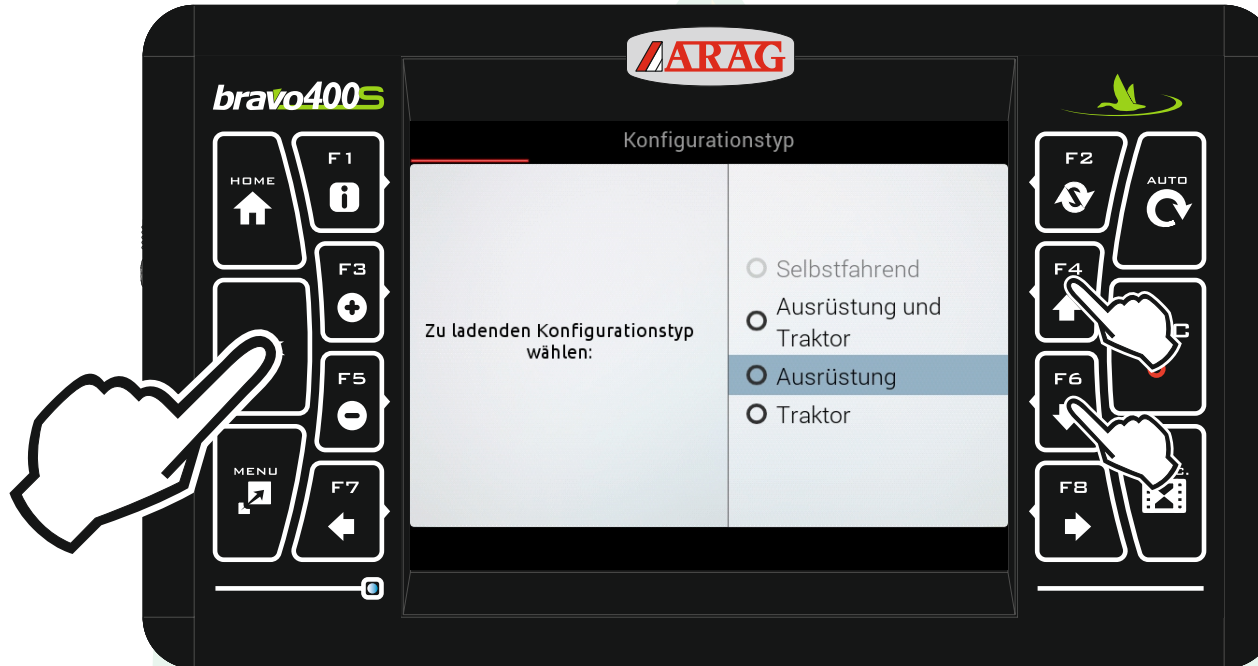 ARAG
bravo400S
Konfigurationstyp
HOME
F1
F2
AUTO
F3
F4
C
Selbstfahrend
Ausrüstung und
Traktor
Zu ladenden Konfigurationstyp
wählen:
Ausrüstung
F5
F6
Traktor
MENU
F7
F8